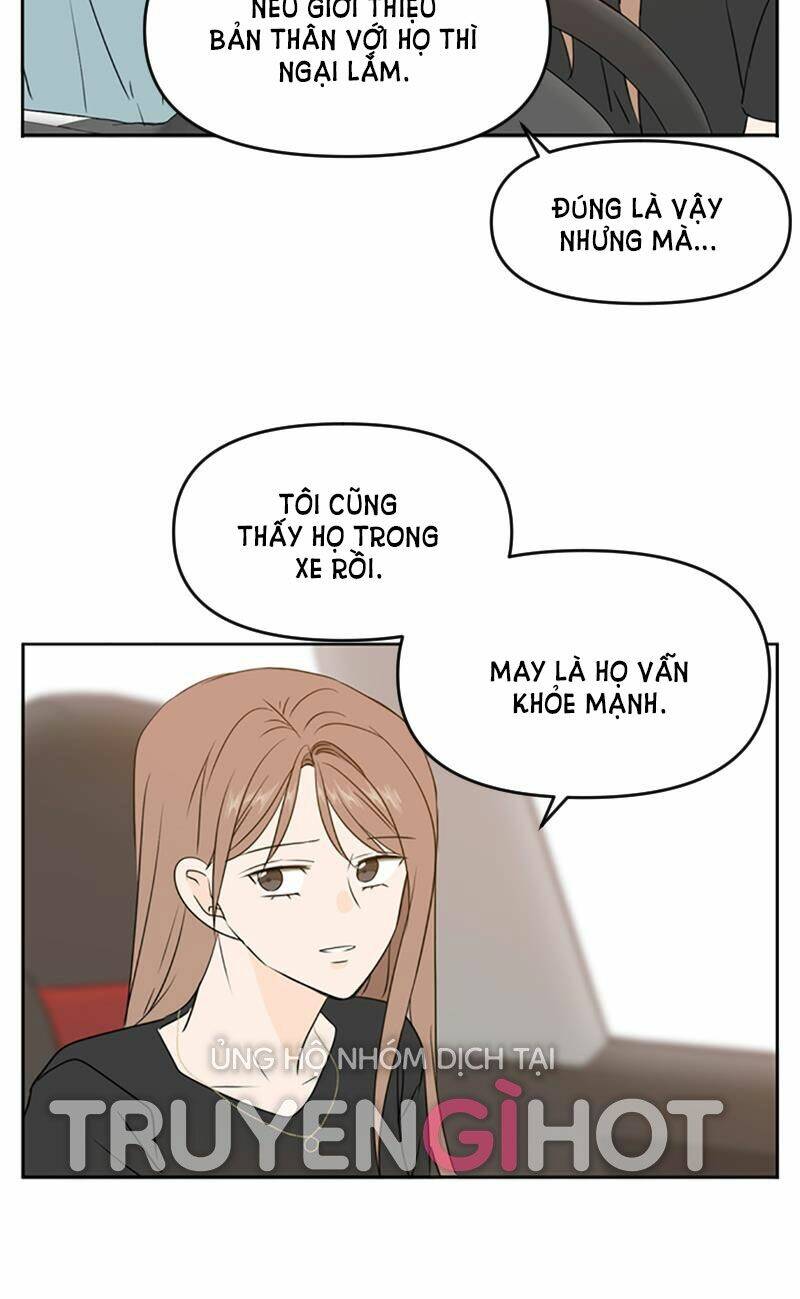 NẾU GIỚI THIỆU
BẢN THÂN VỚI HỌ THÌ
NGẠI LẮM.
ĐÚNG LÀ VẬY
NHƯNG MÀ...
TÔI CŨNG
THẤY HỌ TRONG
XE RỒI.
MAY LÀ HỌ VẪN
KHỎE MẠNH.
ỦNG HỘ NHÓM DỊCH TẠI
TRUYENGÌHOT